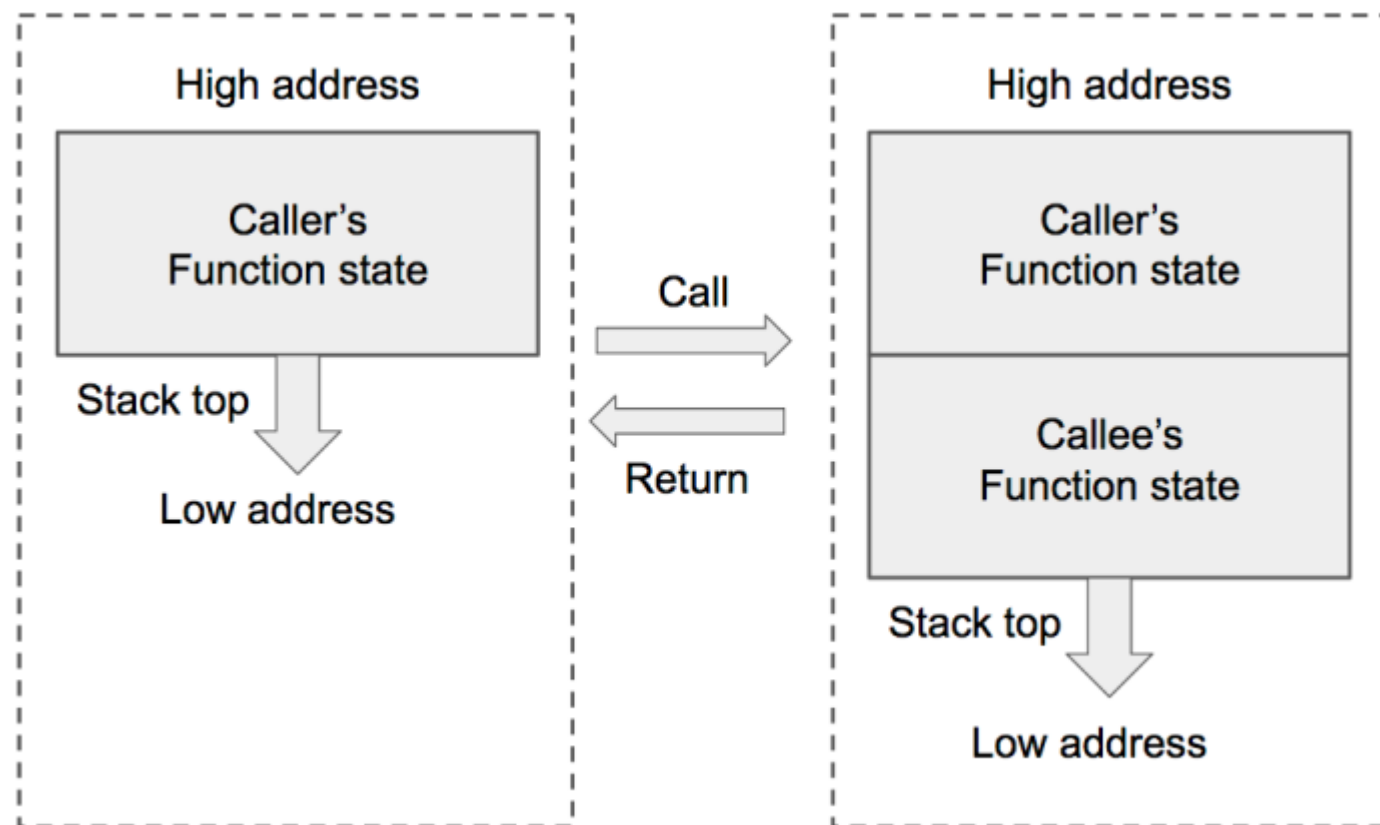 High address
Caller’s
Function state
Stack top
Low address
Call
Return
High address
Caller’s
Function state
Callee’s
Function state
Stack top
Low address